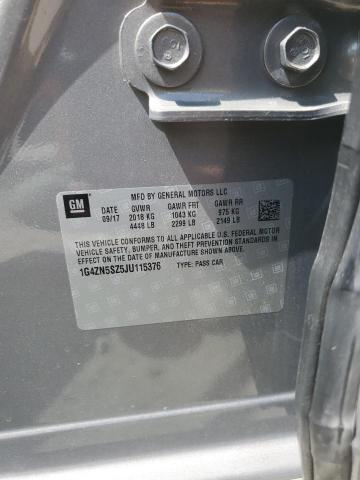 MFD BY GENERAL MOTORS LLC
GM
DATE GVWR GAWR FRT GAWR RR
09/17 2018 KG 1043 KG 975 KG
4448 LB 2299 LB 2149 LB
THIS VEHICLE CONFORMS TO ALL APPLICABLE U.S. FEDERAL MOTOR
VEHICLE SAFETY, BUMPER, AND THEFT PREVENTION STANDARDS IN
EFFECT ON THE DATE OF MANUFACTURE SHOWN ABOVE.
1G4ZN5SZ5JU115376 TYPE: PASS CAR